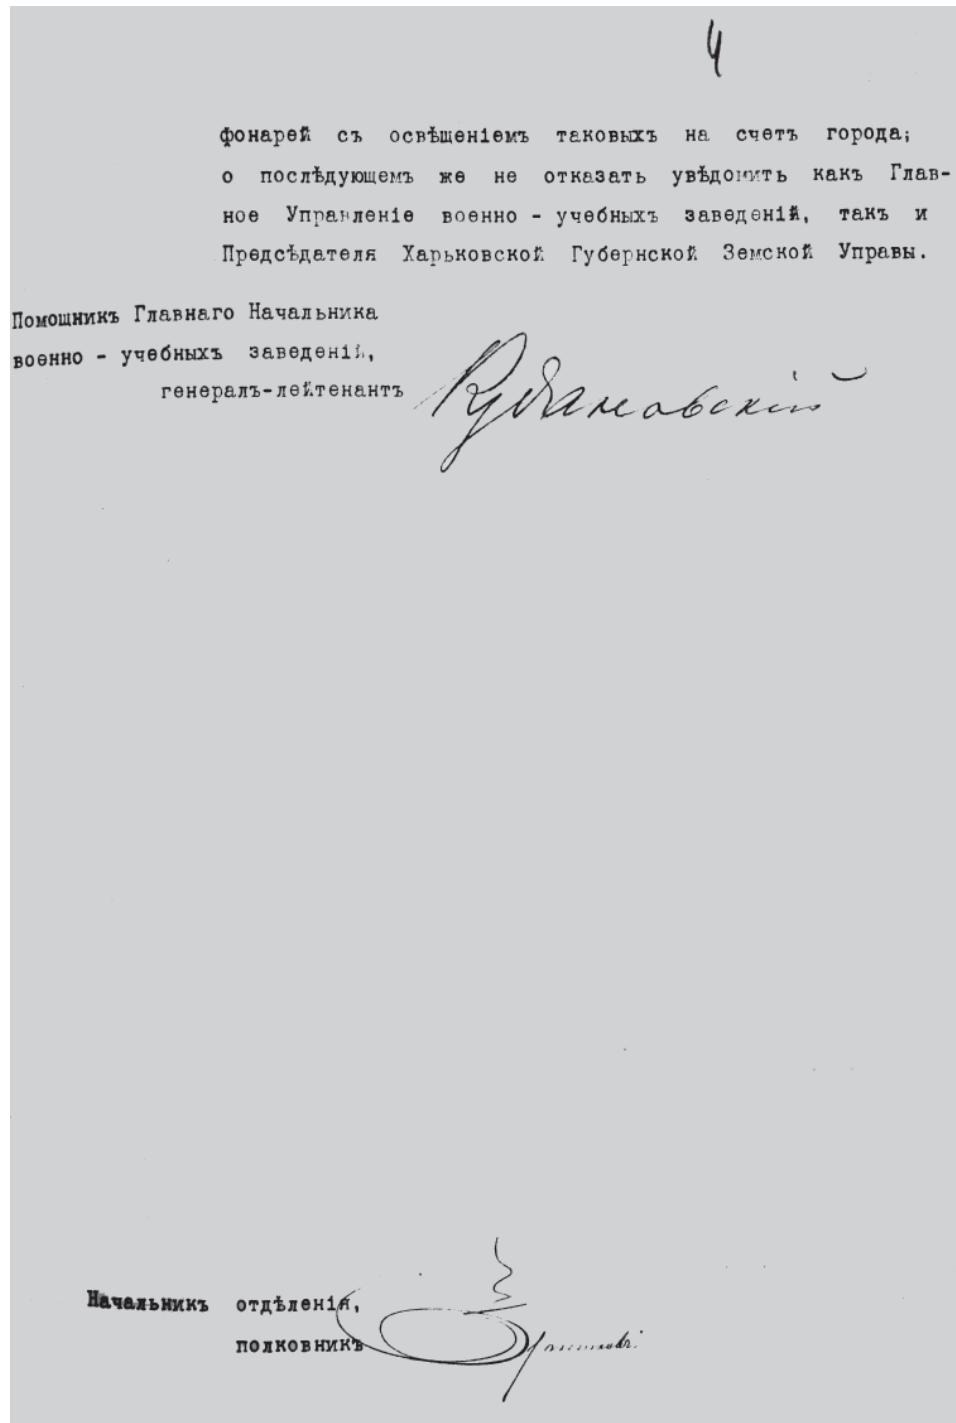 4
фонарей съ освѣщеніемъ таковыхъ на счетъ города;
о послѣдующемъ же не отказать увѣдомить какъ Глав-
ное Управленіе военно - учебныхъ заведеній, такъ и
Предсѣдателя Харьковской Губернской Земской Управы.
Помощникъ Главнаго Начальника
военно - учебныхъ заведеній,
генералъ-лейтенантъ
Начальникъ отдѣленія,
полковникъ